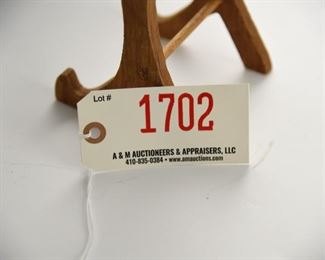 Lot #
1702
A & M AUCTIONEERS & APPRAISERS, LLC
410-835-0384 • www.amauctions.com